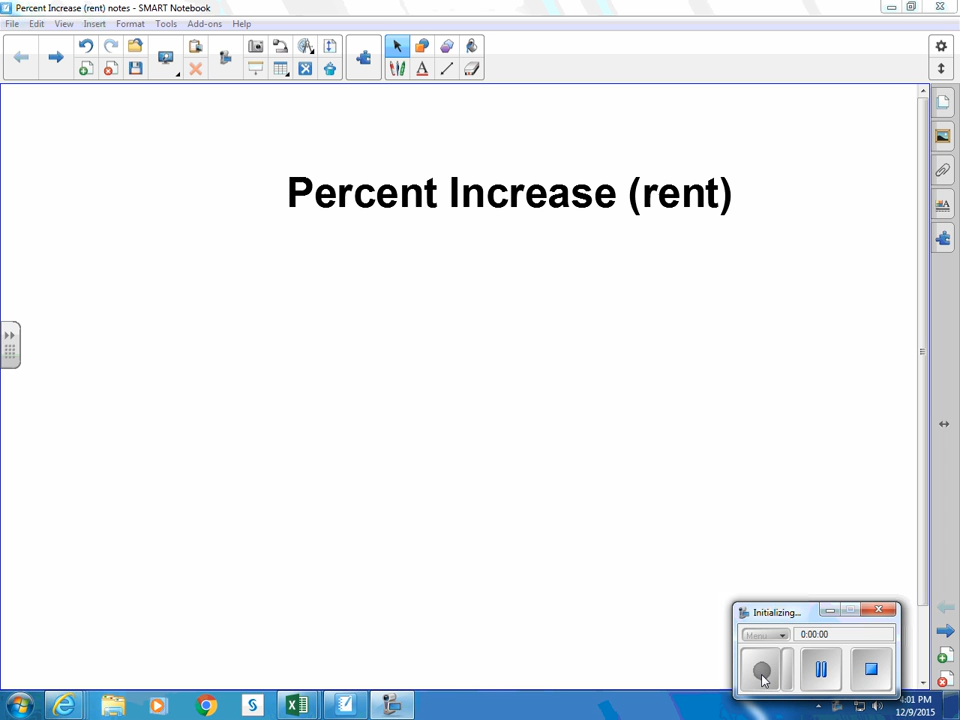 Percent Increase (rent) notes - SMART Notebook
File Edit View Insert Format Tools Add-ons Help
Percent Increase (rent)
Initializing...
Menu 0:00:00
4:01 PM
12/9/2015